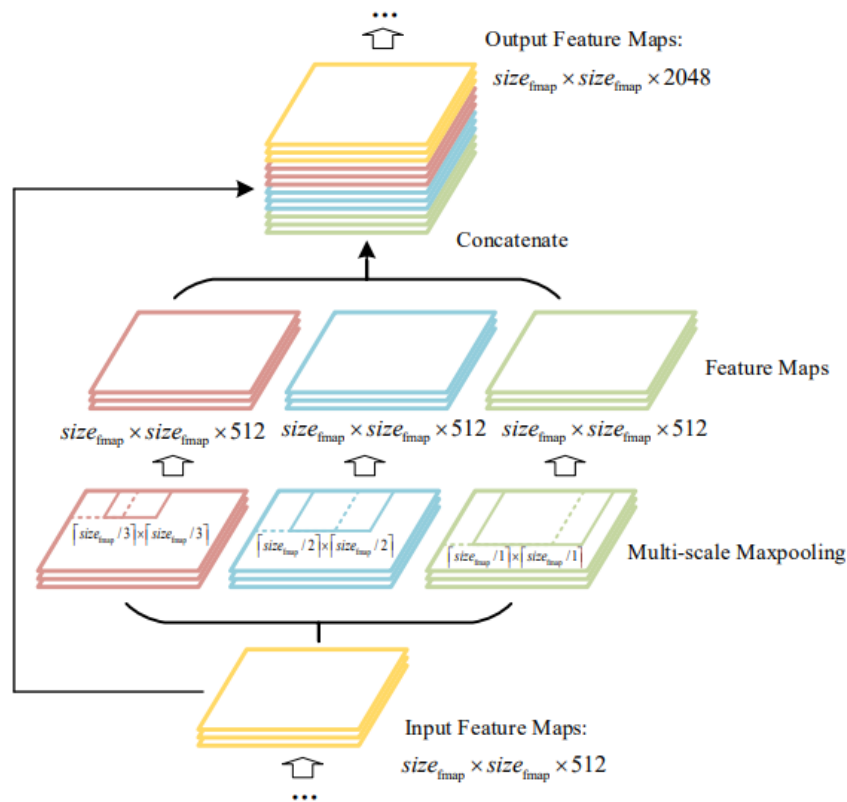 ...
Output Feature Maps:
size_fmap × size_fmap × 2048
Concatenate
Feature Maps
size_fmap × size_fmap × 512
size_fmap × size_fmap × 512
size_fmap × size_fmap × 512
⌈size_fmap / 3⌉×⌈size_fmap / 3⌉
⌈size_fmap / 2⌉×⌈size_fmap / 2⌉
⌈size_fmap / 1⌉×⌈size_fmap / 1⌉
Multi-scale Maxpooling
Input Feature Maps:
size_fmap × size_fmap × 512
...